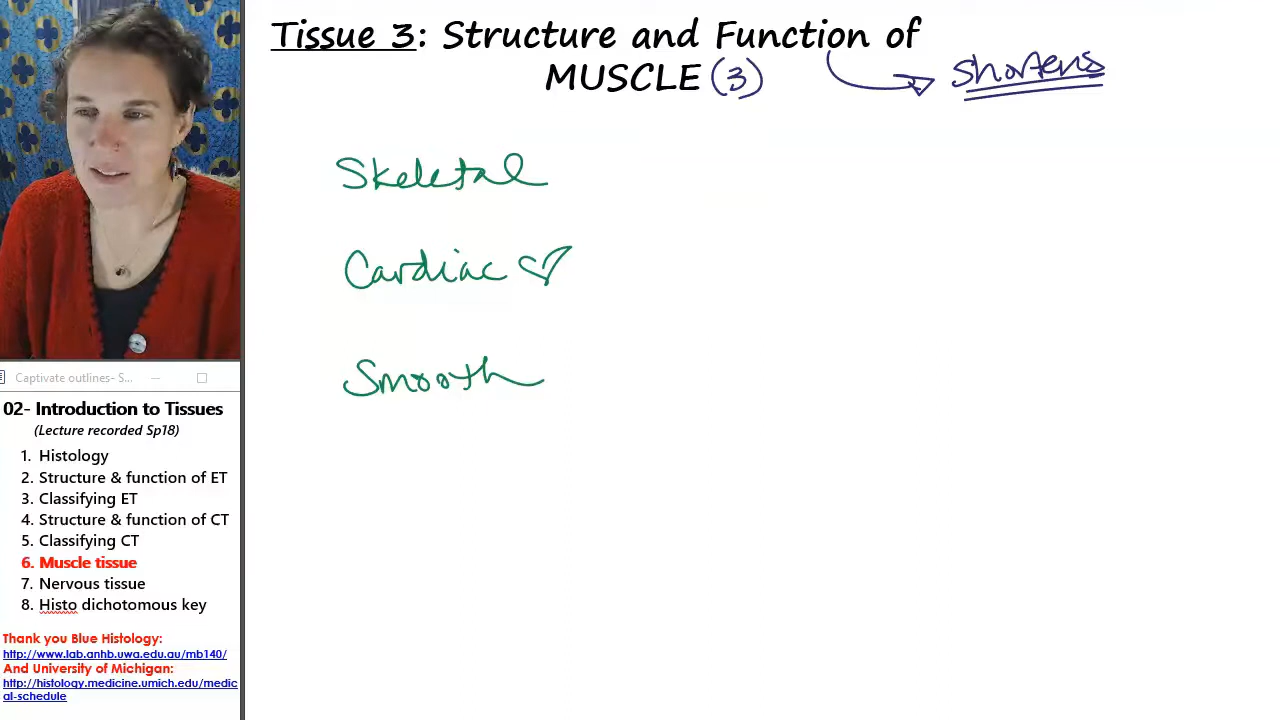 Tissue 3: Structure and Function of
MUSCLE (3)
shortens
Skeletal
Cardiac
Smooth
Captivate outlines- S...
02- Introduction to Tissues
(Lecture recorded Sp18)
1. Histology
2. Structure & function of ET
3. Classifying ET
4. Structure & function of CT
5. Classifying CT
6. Muscle tissue
7. Nervous tissue
8. Histo dichotomous key
Thank you Blue Histology:
http://www.lab.anhb.uwa.edu.au/mb140/
And University of Michigan:
http://histology.medicine.umich.edu/medic
al-schedule